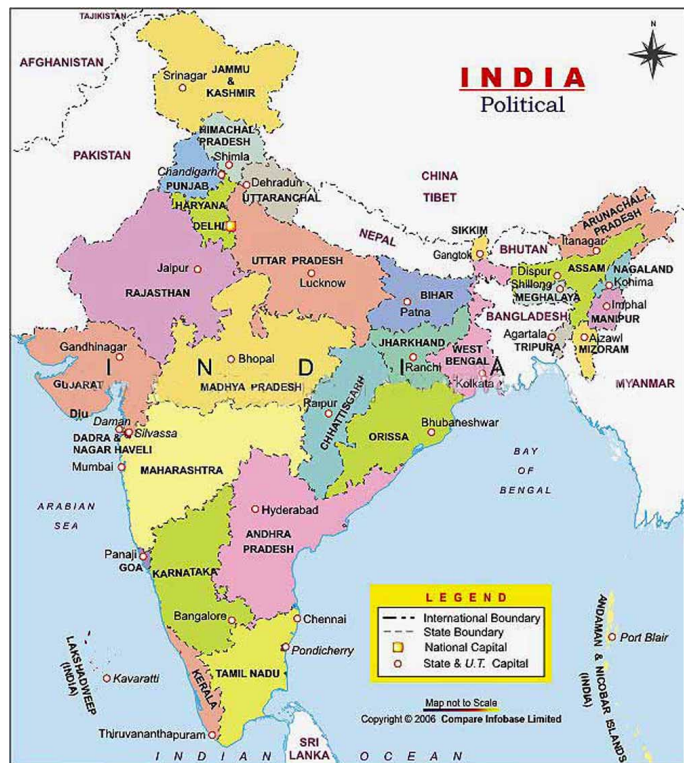 TAJIKISTAN
AFGHANISTAN
JAMMU
&
KASHMIR
Srinagar
N
INDIA
Political
PAKISTAN
HIMACHAL
PRADESH
Shimla
Chandigarh
PUNJAB
Dehradun
UTTARANCHAL
HARYANA
DELHI
CHINA
TIBET
NEPAL
SIKKIM
Gangtok
BHUTAN
ARUNACHAL
PRADESH
Itanagar
Jaipur
RAJASTHAN
UTTAR PRADESH
Lucknow
BIHAR
Patna
Dispur
ASSAM
Shillong
MEGHALAYA
NAGALAND
Kohima
Imphal
MANIPUR
BANGLADESH
Agartala
TRIPURA
Aizawl
MIZORAM
MYANMAR
Gandhinagar
GUJARAT
I N D I A
Bhopal
MADHYA PRADESH
JHARKHAND
Ranchi
WEST
BENGAL
Kolkata
Diu
Daman
Silvassa
DADRA &
NAGAR HAVELI
Raipur
CHHATTISGARH
ORISSA
Bhubaneshwar
Mumbai
MAHARASHTRA
BAY
OF
BENGAL
ARABIAN
SEA
Hyderabad
ANDHRA
PRADESH
Panaji
GOA
KARNATAKA
Bangalore
Chennai
Pondicherry
LEGEND
International Boundary
State Boundary
National Capital
State & U.T. Capital
ANDAMAN & NICOBAR ISLANDS
(INDIA)
Port Blair
LAKSHADWEEP
(INDIA)
Kavaratti
KERALA
TAMIL NADU
Thiruvananthapuram
Map not to Scale
Copyright © 2006 Compare Infobase Limited
SRI
LANKA
INDIAN OCEAN